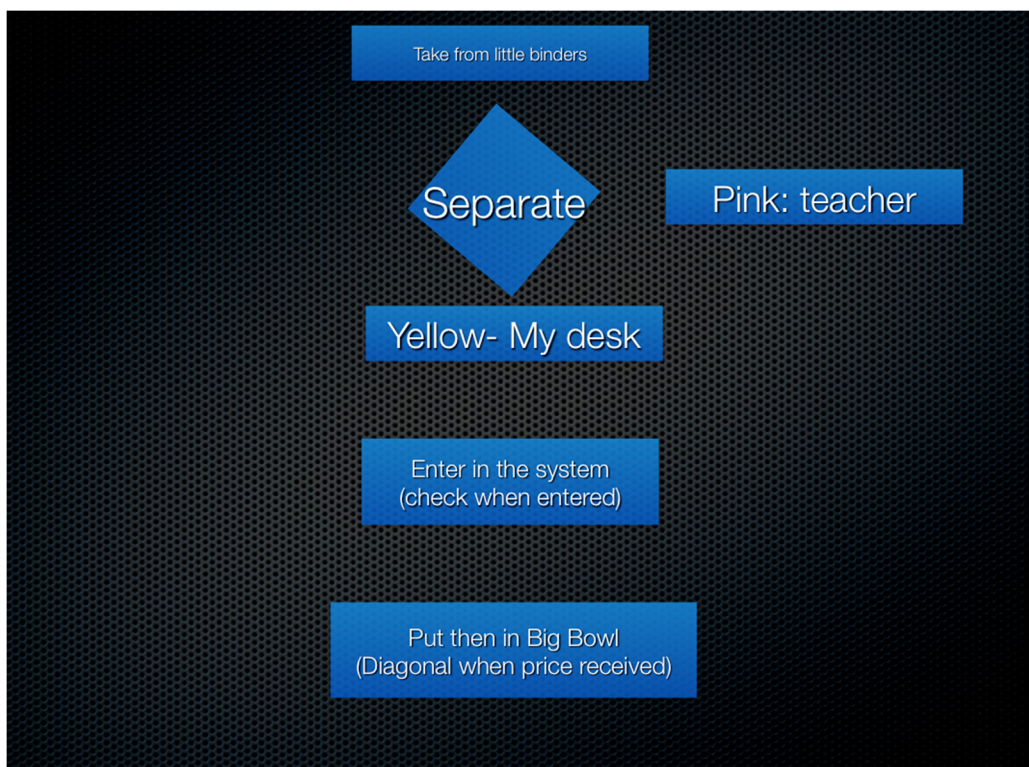 Take from little binders
Separate
Pink: teacher
Yellow- My desk
Enter in the system
(check when entered)
Put then in Big Bowl
(Diagonal when price received)